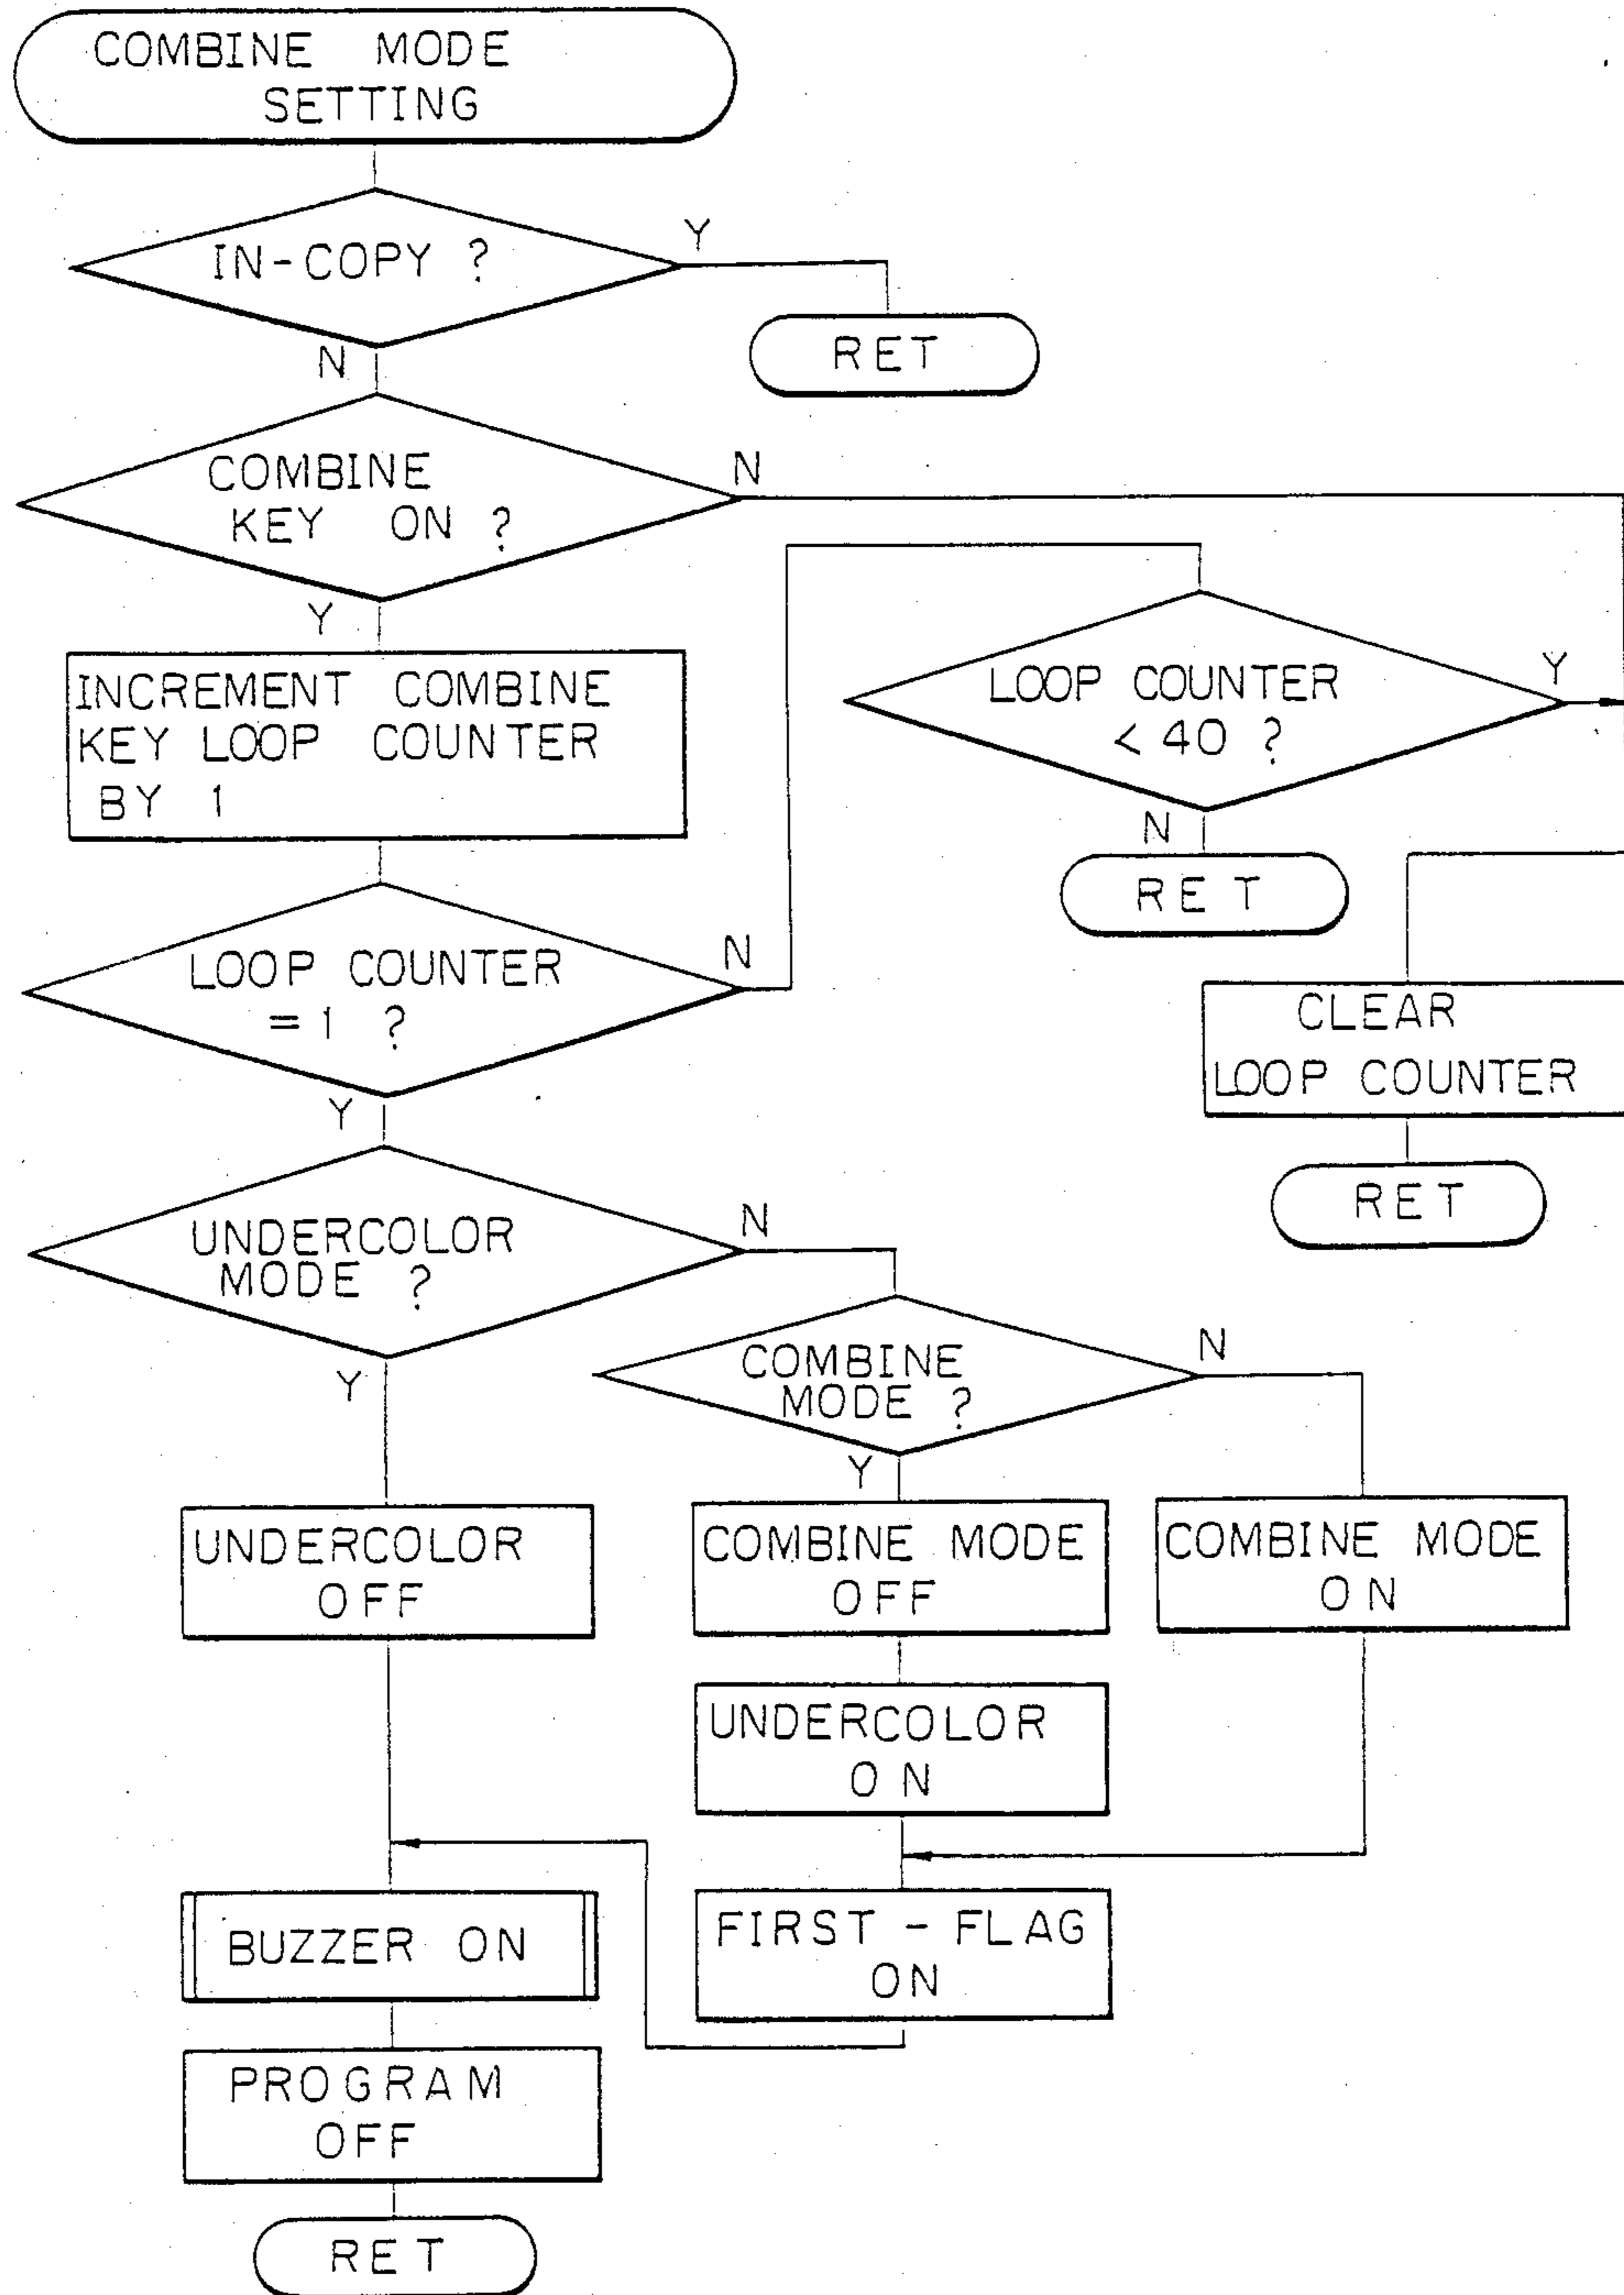 COMBINE MODE
SETTING
IN-COPY ?
Y
RET
N
COMBINE
KEY ON ?
N
Y
INCREMENT COMBINE
KEY LOOP COUNTER
BY 1
LOOP COUNTER
< 40 ?
Y
N
RET
LOOP COUNTER
= 1 ?
N
Y
CLEAR
LOOP COUNTER
RET
UNDERCOLOR
MODE ?
N
Y
COMBINE
MODE ?
N
Y
UNDERCOLOR
OFF
COMBINE MODE
OFF
COMBINE MODE
ON
UNDERCOLOR
ON
FIRST - FLAG
ON
BUZZER ON
PROGRAM
OFF
RET